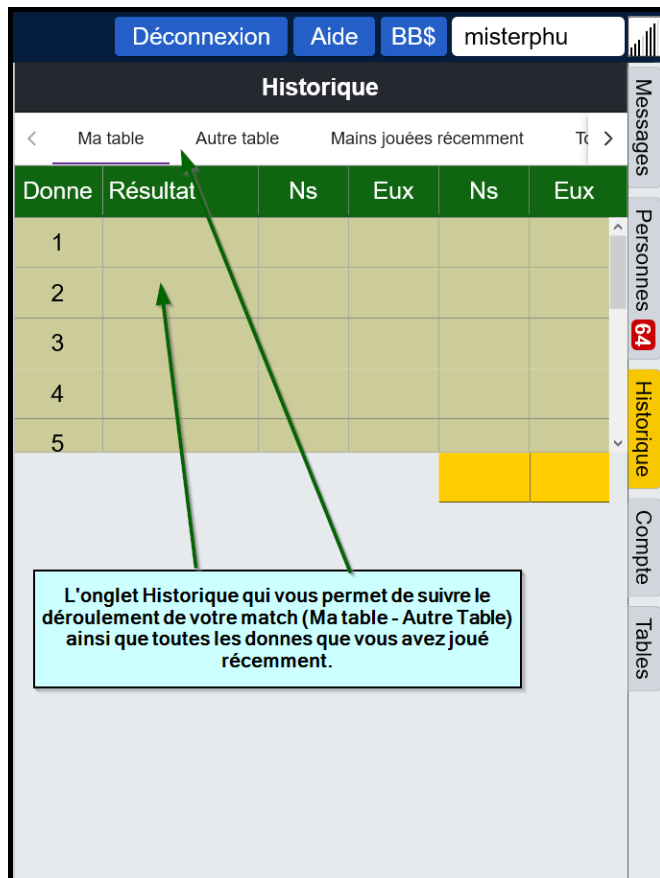 Déconnexion Aide BB$ misterphu
Historique
Ma table Autre table Mains jouées récemment To
Donne Résultat Ns Eux Ns Eux
1
2
3
4
5
L'onglet Historique qui vous permet de suivre le
déroulement de votre match (Ma table - Autre Table)
ainsi que toutes les donnes que vous avez joué
récemment.
Messages
Personnes 64
Historique
Compte
Tables